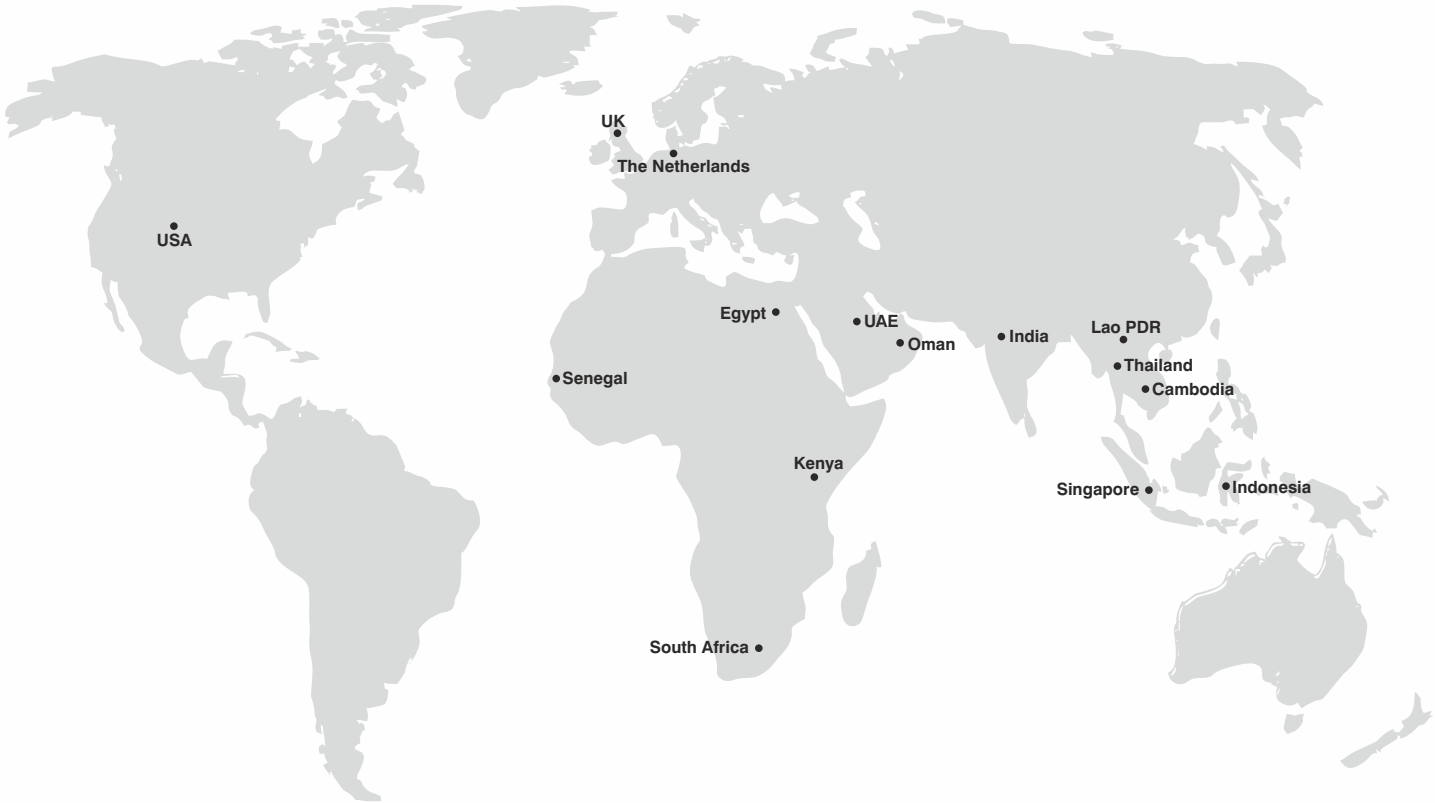 UK
The Netherlands
USA
Egypt
UAE
Oman
India
Lao PDR
Thailand
Cambodia
Senegal
Kenya
Singapore
Indonesia
South Africa